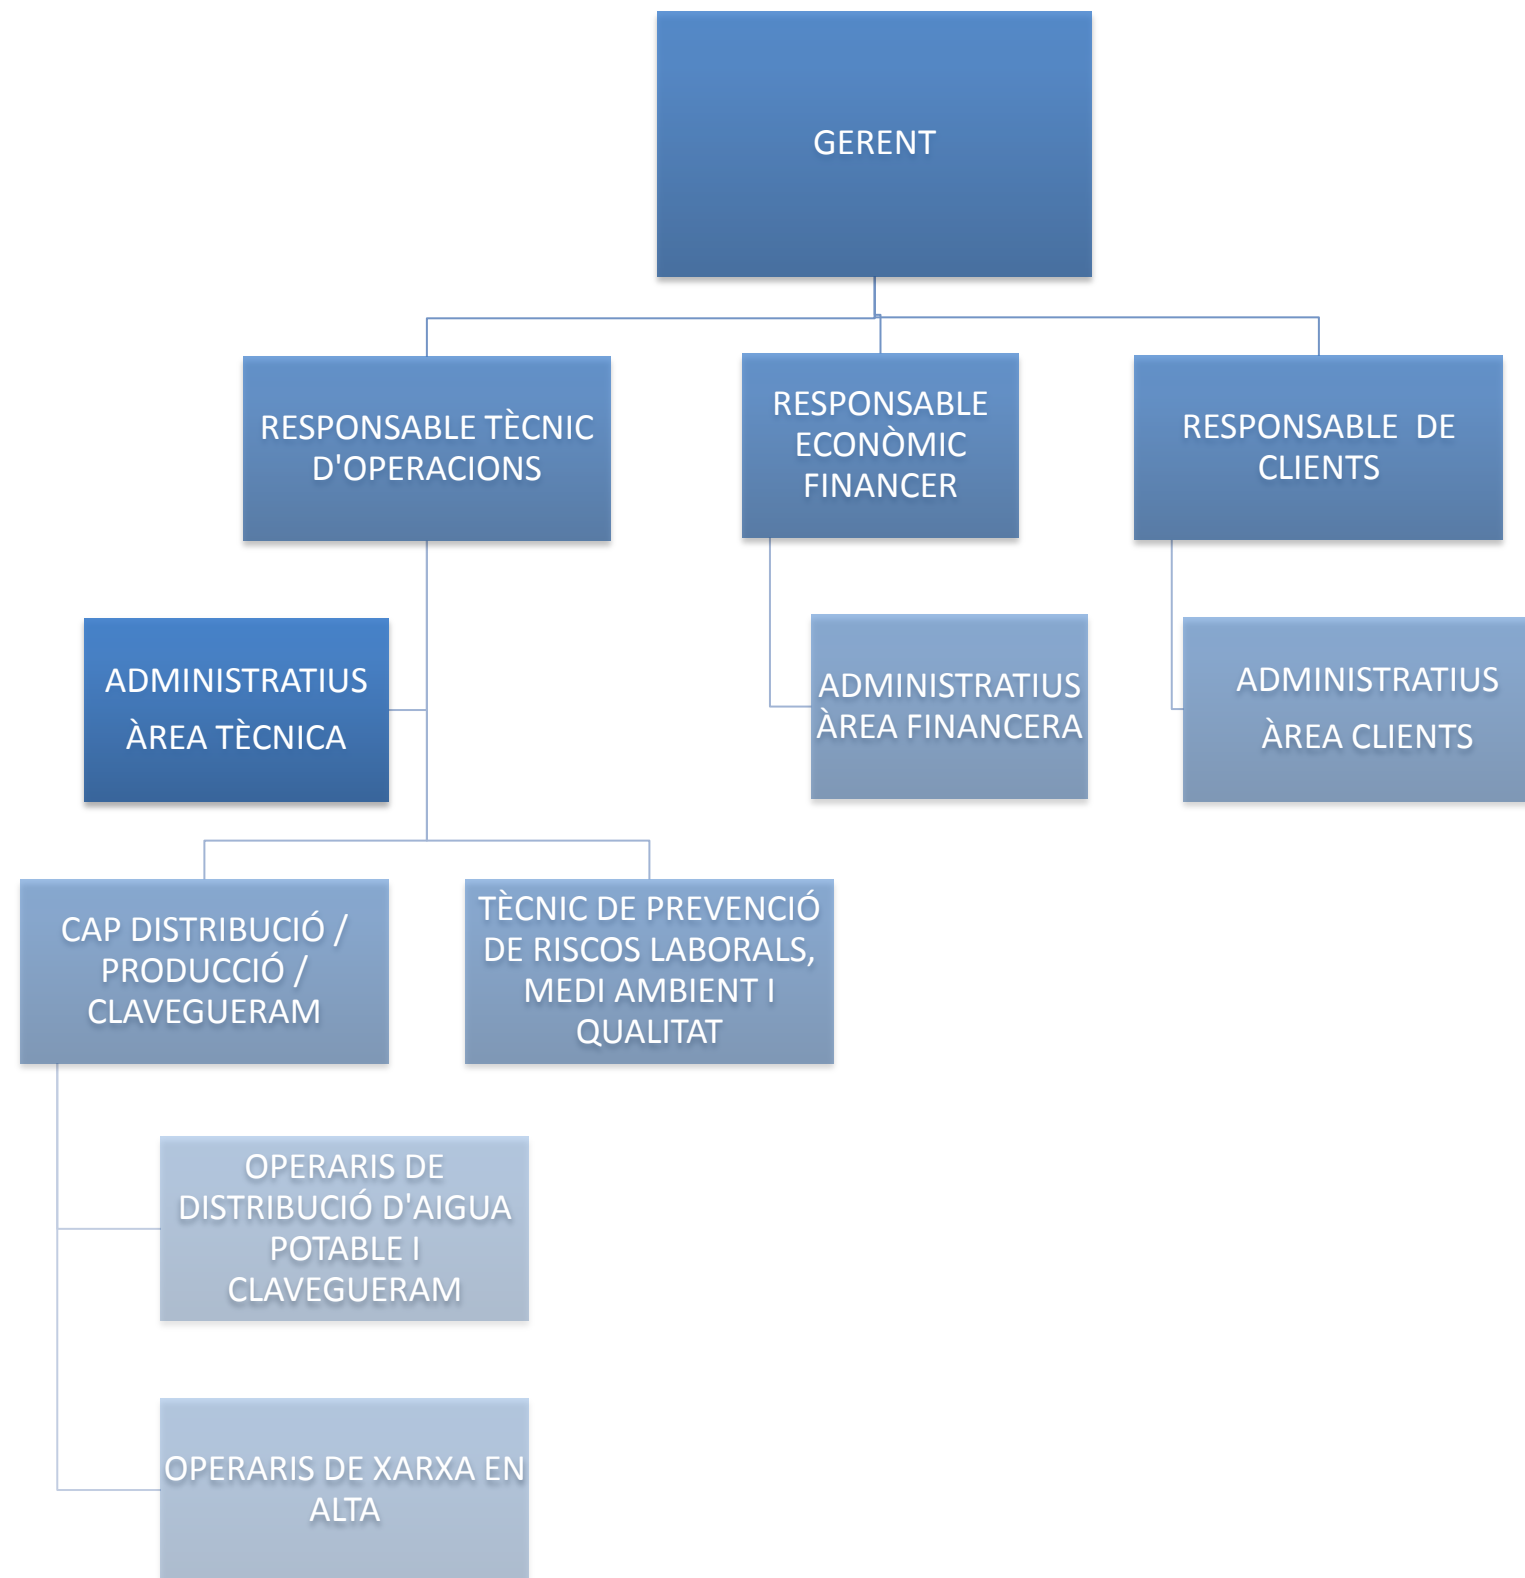 GERENT
RESPONSABLE TÈCNIC
D'OPERACIONS
RESPONSABLE
ECONÒMIC
FINANCER
RESPONSABLE  DE
CLIENTS
ADMINISTRATIUS
ÀREA TÈCNICA
ADMINISTRATIUS
ÀREA FINANCERA
ADMINISTRATIUS
ÀREA CLIENTS
CAP DISTRIBUCIÓ /
PRODUCCIÓ /
CLAVEGUERAM
TÈCNIC DE PREVENCIÓ
DE RISCOS LABORALS,
MEDI AMBIENT I
QUALITAT
OPERARIS DE
DISTRIBUCIÓ D'AIGUA
POTABLE I
CLAVEGUERAM
OPERARIS DE XARXA EN
ALTA